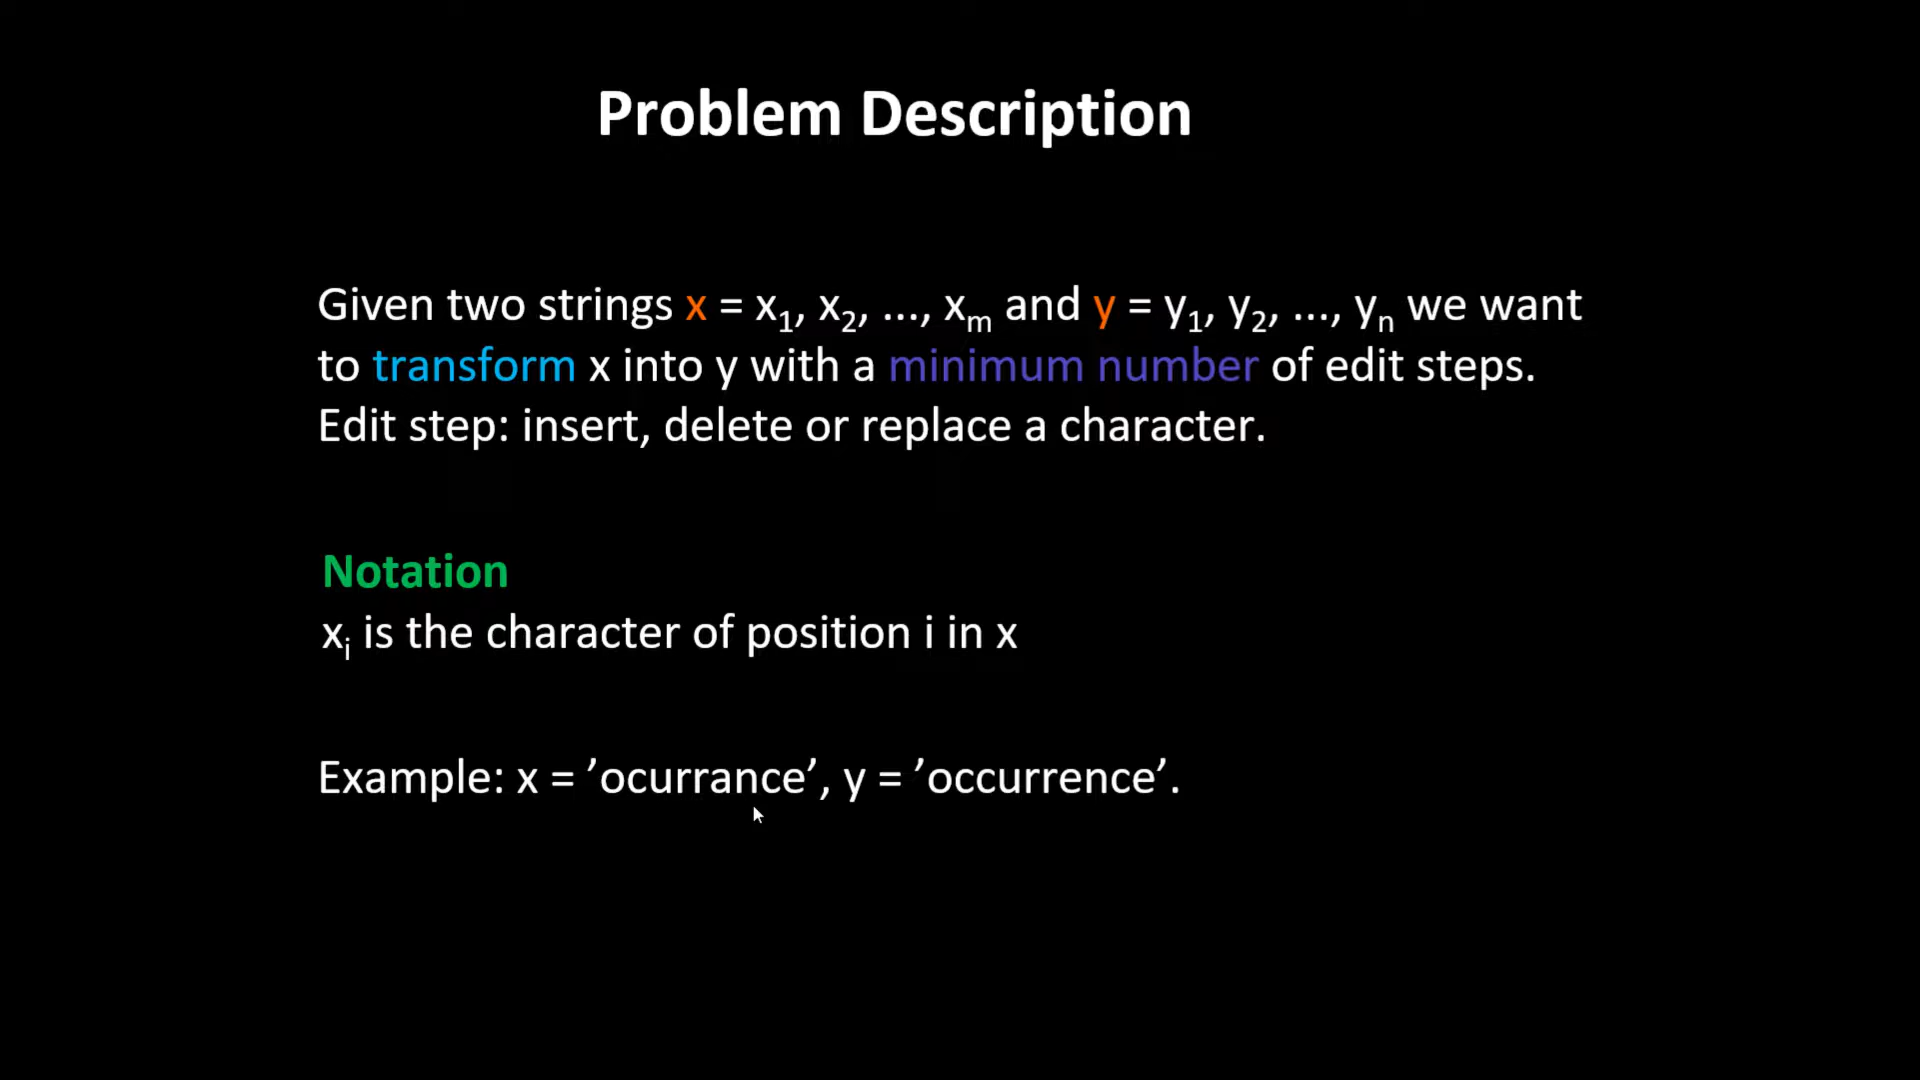 Problem Description
Given two strings x = x₁, x₂, ..., xₘ and y = y₁, y₂, ..., yₙ we want
to transform x into y with a minimum number of edit steps.
Edit step: insert, delete or replace a character.
Notation
xᵢ is the character of position i in x
Example: x = ’ocurrance’, y = ’occurrence’.